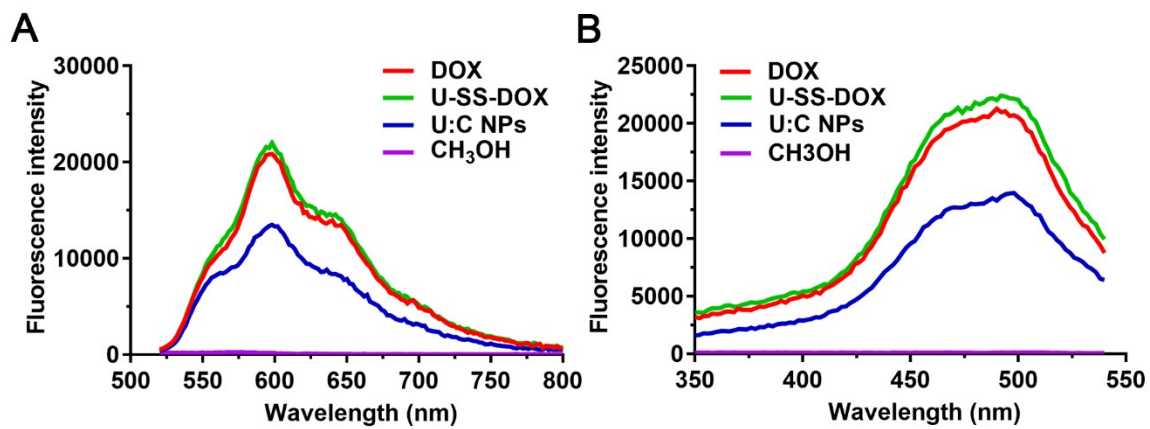 A
B
30000
20000
10000
0
Fluorescence intensity
DOX
U-SS-DOX
U:C NPs
CH₃OH
500 550 600 650 700 750 800
Wavelength (nm)
25000
20000
15000
10000
5000
0
Fluorescence intensity
DOX
U-SS-DOX
U:C NPs
CH3OH
350 400 450 500 550
Wavelength (nm)